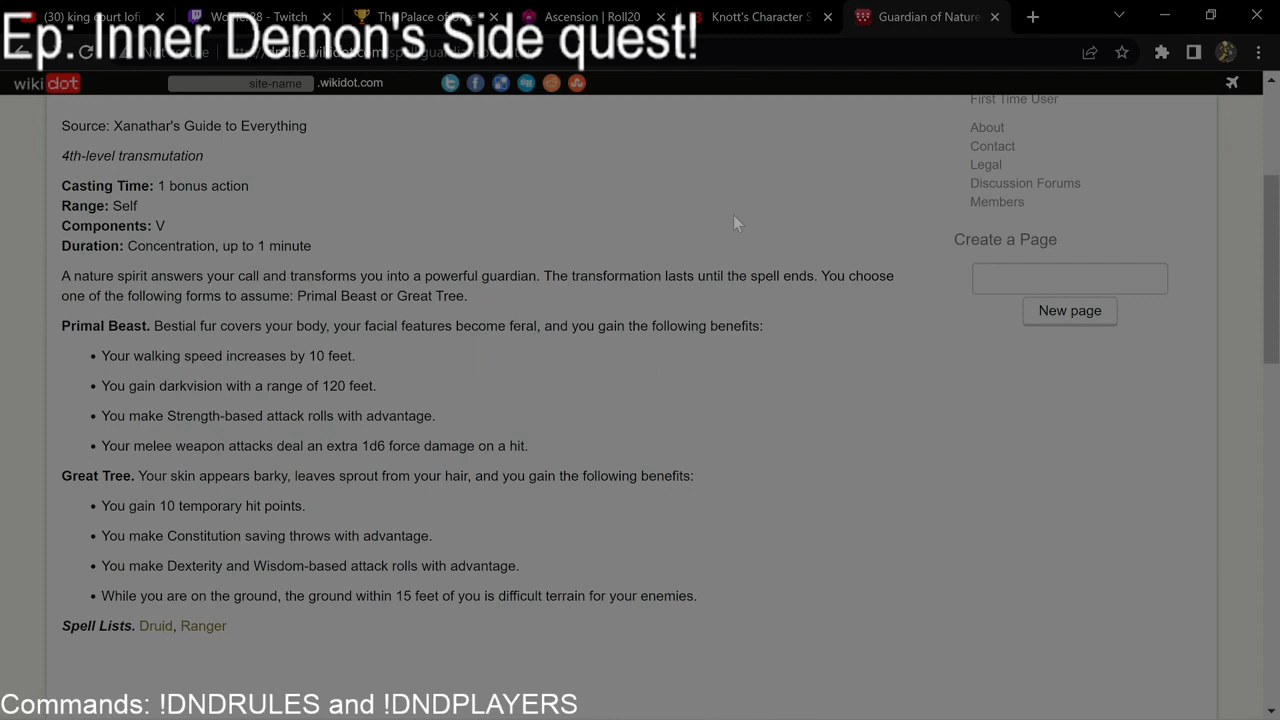 (30) king court lofi
Wo
28 - Twitch
The Palace of
Ascension | Roll20
Knott's Character S
Guardian of Nature
Ep: Inner Demon's Side quest!
wikidot
site-name .wikidot.com
First Time User
Source: Xanathar's Guide to Everything
About
4th-level transmutation
Contact
Legal
Casting Time: 1 bonus action
Discussion Forums
Range: Self
Members
Components: V
Duration: Concentration, up to 1 minute
Create a Page
A nature spirit answers your call and transforms you into a powerful guardian. The transformation lasts until the spell ends. You choose
one of the following forms to assume: Primal Beast or Great Tree.
New page
Primal Beast. Bestial fur covers your body, your facial features become feral, and you gain the following benefits:
• Your walking speed increases by 10 feet.
• You gain darkvision with a range of 120 feet.
• You make Strength-based attack rolls with advantage.
• Your melee weapon attacks deal an extra 1d6 force damage on a hit.
Great Tree. Your skin appears barky, leaves sprout from your hair, and you gain the following benefits:
• You gain 10 temporary hit points.
• You make Constitution saving throws with advantage.
• You make Dexterity and Wisdom-based attack rolls with advantage.
• While you are on the ground, the ground within 15 feet of you is difficult terrain for your enemies.
Spell Lists. Druid, Ranger
Commands: !DNDRULES and !DNDPLAYERS